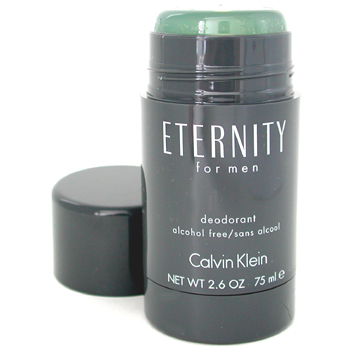 ETERNITY
for men
deodorant
alcohol free/sans alcool
Calvin Klein
NET WT 2.6 OZ 75 ml e